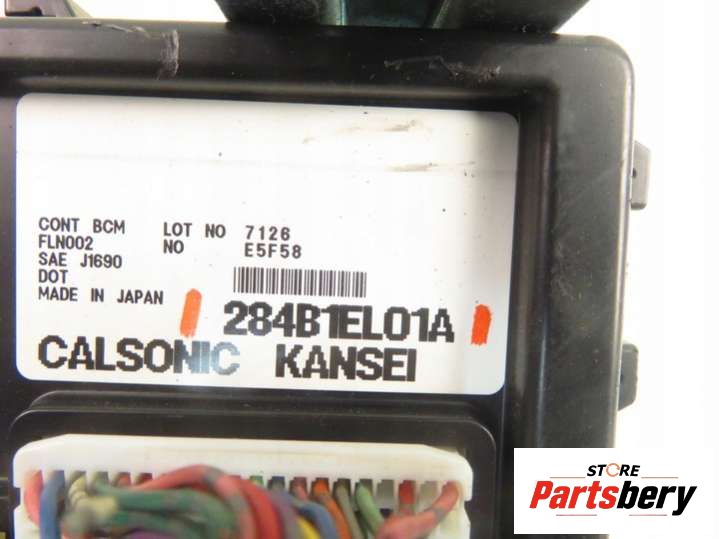 CONT BCM LOT NO 7126
FLN002 NO E5F58
SAE J1690
DOT
MADE IN JAPAN
284B1EL01A
CALSONIC KANSEI
STORE
Partsbery